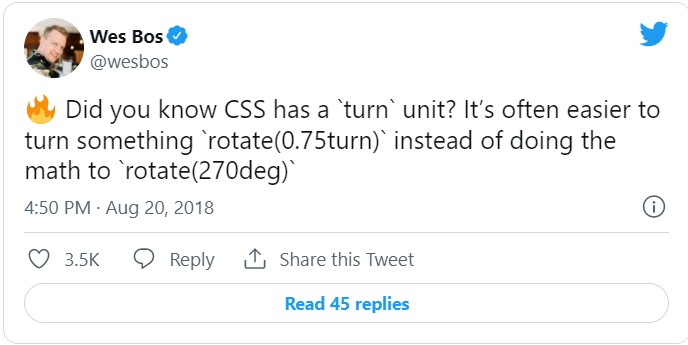 Wes Bos
@wesbos
🔥 Did you know CSS has a `turn` unit? It’s often easier to
turn something `rotate(0.75turn)` instead of doing the
math to `rotate(270deg)`
4:50 PM · Aug 20, 2018
3.5K Reply Share this Tweet
Read 45 replies